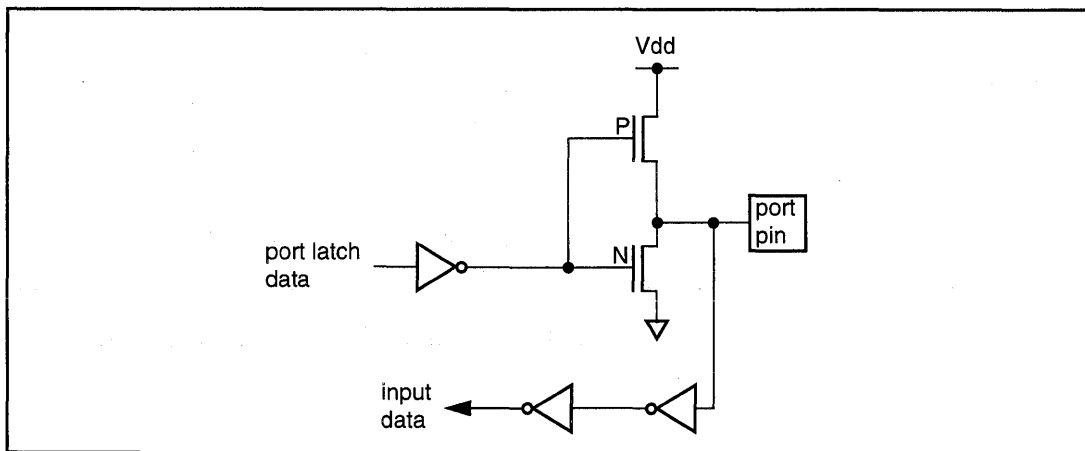 Vdd
P
port
pin
N
port latch
data
input
data